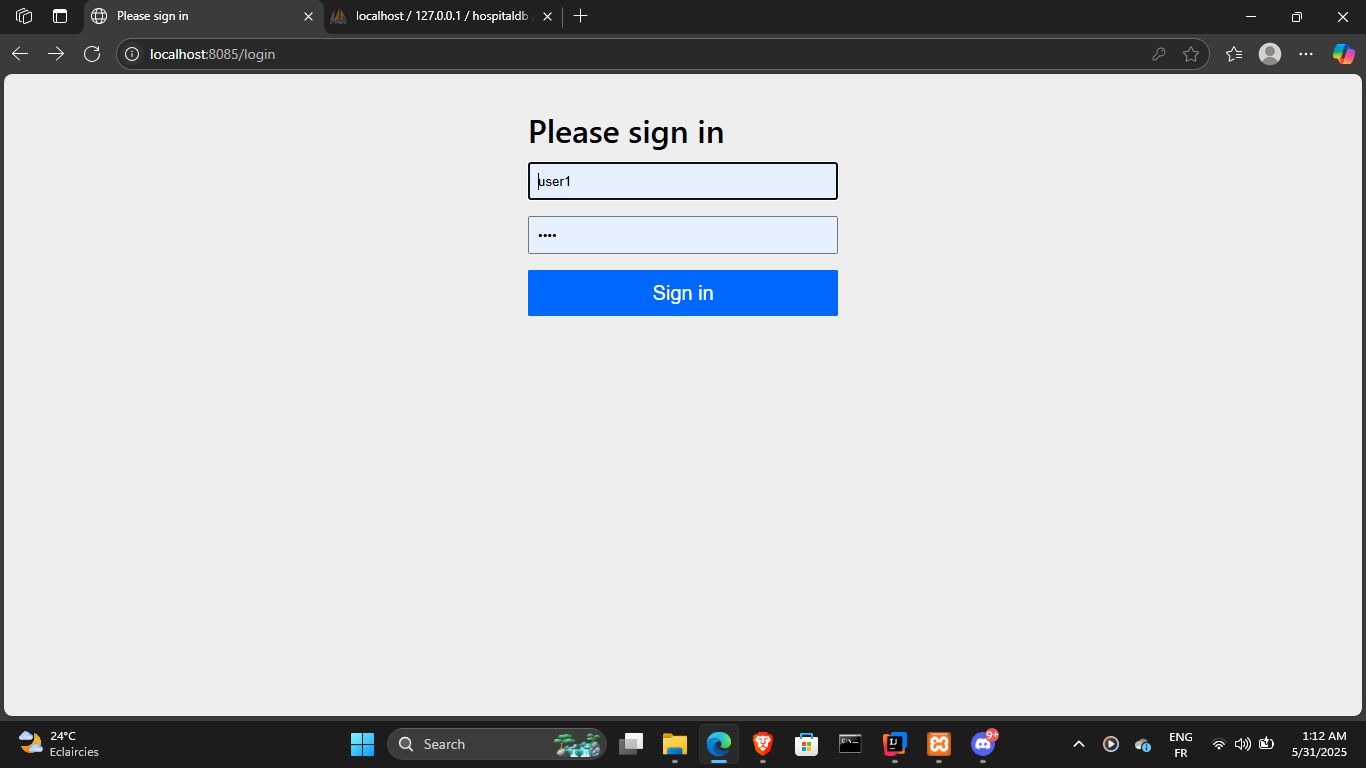 Please sign in
localhost / 127.0.0.1 / hospitaldb
localhost:8085/login
Please sign in
user1
••••
Sign in
24°C
Eclaircies
Search
9+
ENG
FR
1:12 AM
5/31/2025